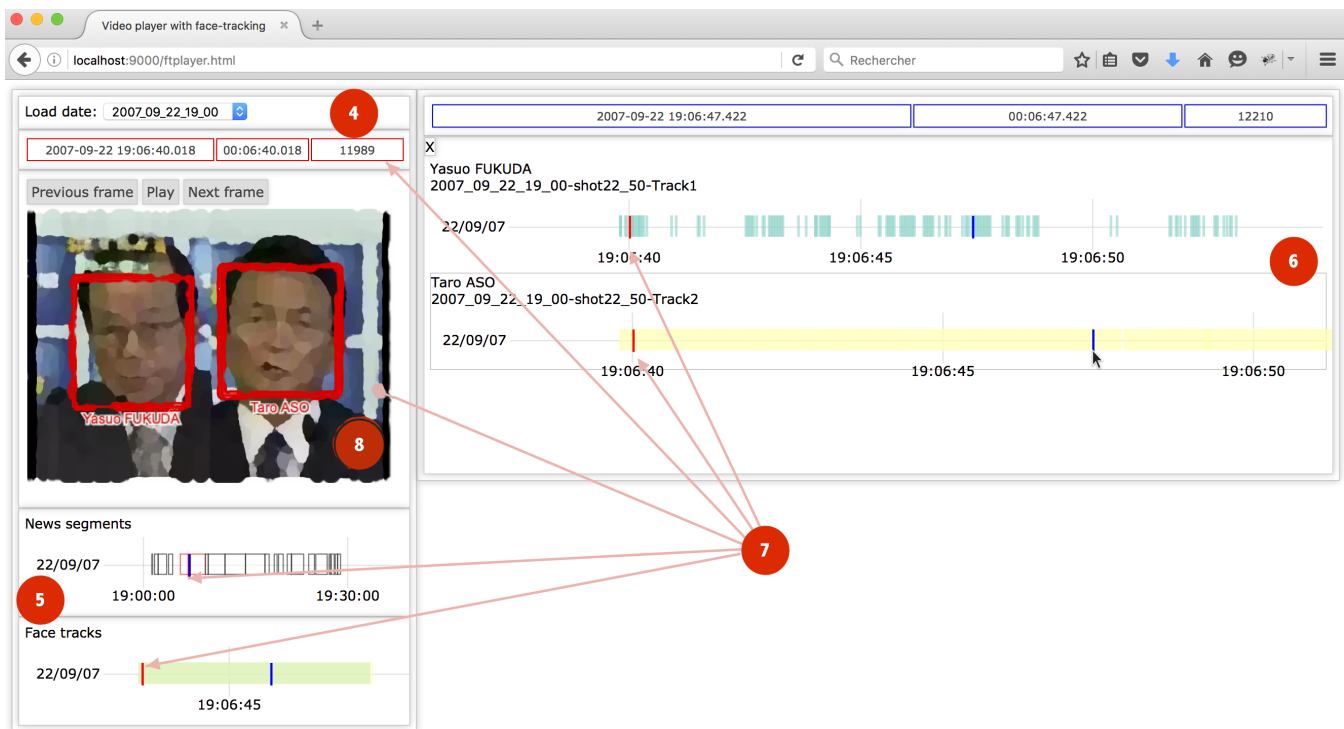 Video player with face-tracking
localhost:9000/ftplayer.html
Rechercher
Load date: 2007_09_22_19_00
4
2007-09-22 19:06:40.018 00:06:40.018 11989
Previous frame Play Next frame
Yasuo FUKUDA
Taro ASO
8
News segments
22/09/07
19:00:00 19:30:00
5
Face tracks
22/09/07
19:06:45
2007-09-22 19:06:47.422 00:06:47.422 12210
X
Yasuo FUKUDA
2007_09_22_19_00-shot22_50-Track1
22/09/07
19:06:40 19:06:45 19:06:50
6
Taro ASO
2007_09_22_19_00-shot22_50-Track2
22/09/07
19:06:40 19:06:45 19:06:50
7